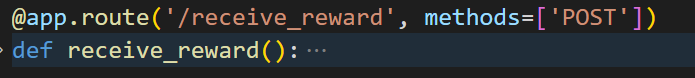 @app.route('/receive_reward', methods=['POST'])
def receive_reward():⋯